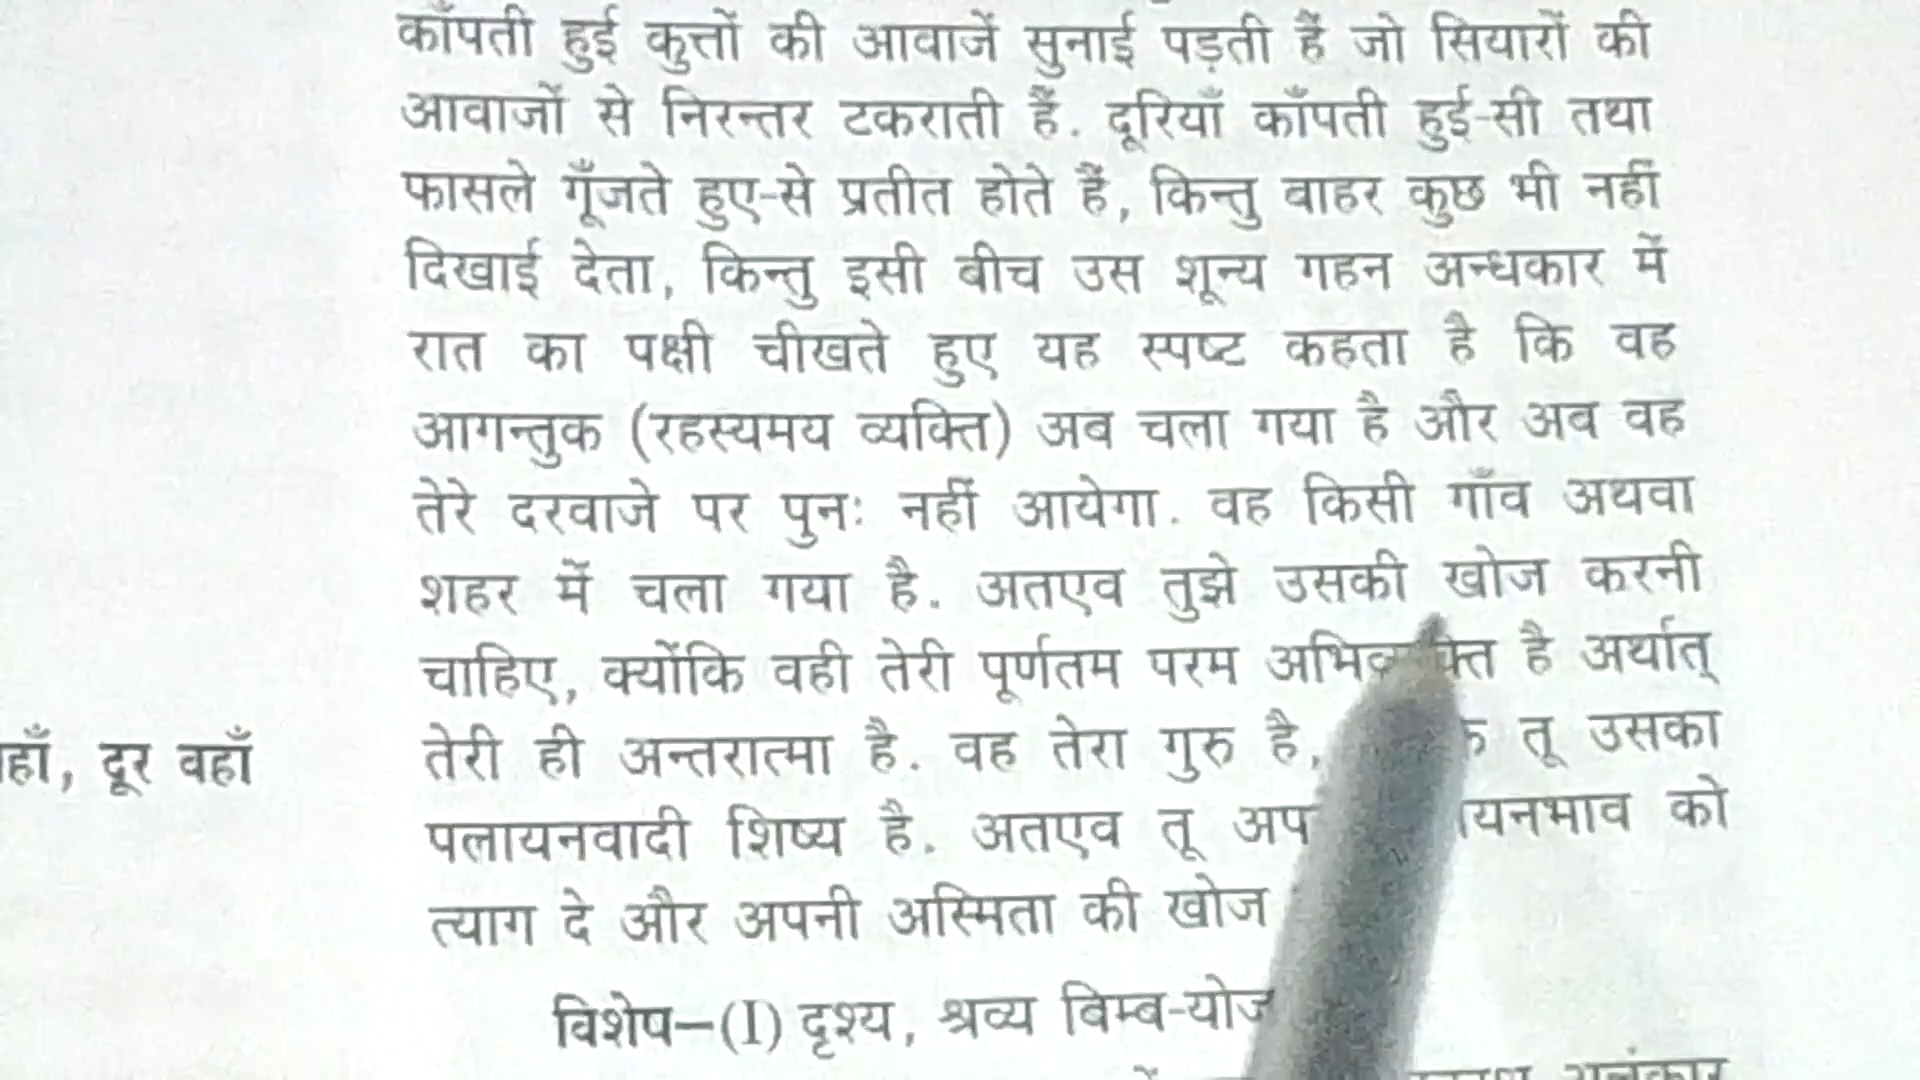 काँपती हुई कुत्तों की आवाजें सुनाई पड़ती हैं जो सियारों की
आवाजों से निरन्तर टकराती हैं. दूरियाँ काँपती हुई-सी तथा
फासले गूँजते हुए-से प्रतीत होते हैं, किन्तु बाहर कुछ भी नहीं
दिखाई देता, किन्तु इसी बीच उस शून्य गहन अन्धकार में
रात का पक्षी चीखते हुए यह स्पष्ट कहता है कि वह
आगन्तुक (रहस्यमय व्यक्ति) अब चला गया है और अब वह
तेरे दरवाजे पर पुनः नहीं आयेगा. वह किसी गाँव अथवा
शहर में चला गया है. अतएव तुझे उसकी खोज करनी
चाहिए, क्योंकि वही तेरी पूर्णतम परम है अर्थात्
हाँ, दूर वहाँ
तेरी ही अन्तरात्मा है. वह तेरा गुरु है, तू उसका
पलायनवादी शिष्य है. अतएव तू को
त्याग दे और अपनी अस्मिता की खोज
विशेष–(I) दृश्य, श्रव्य